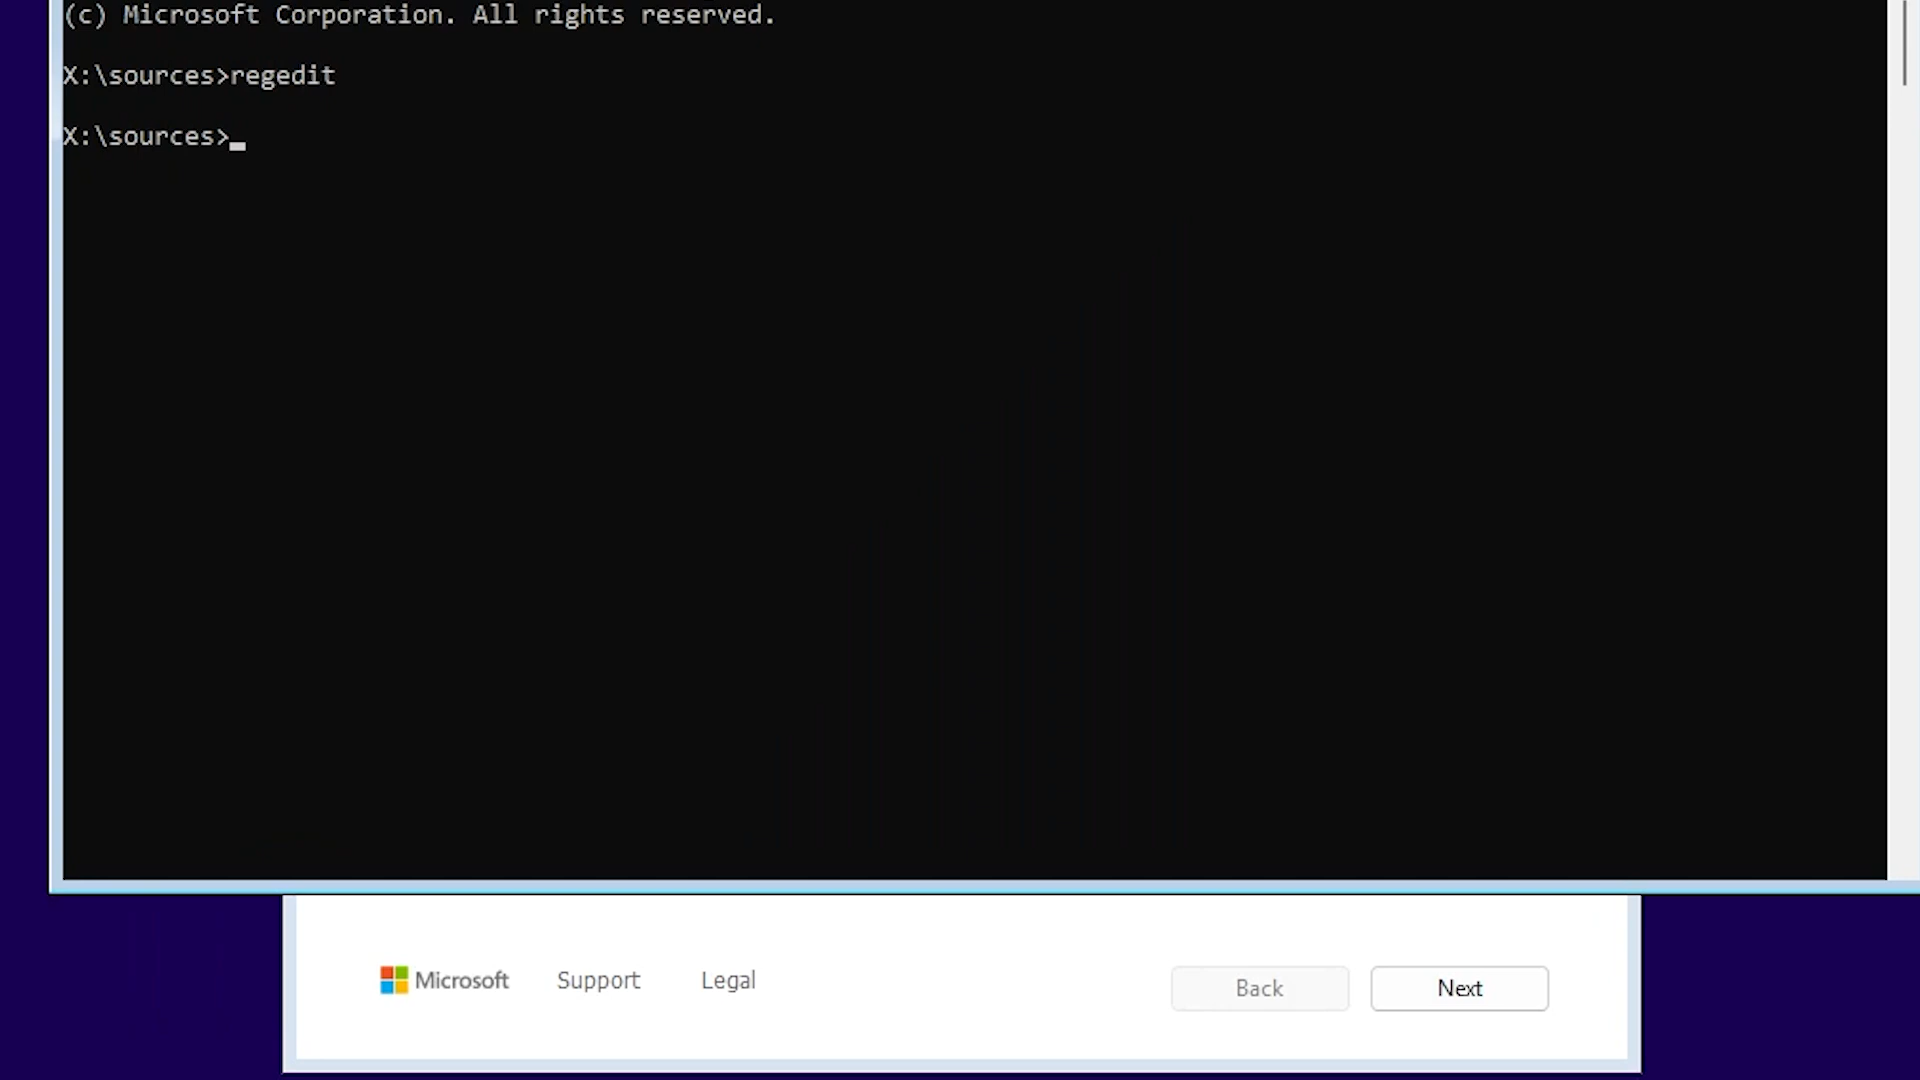 (c) Microsoft Corporation. All rights reserved.
X:\sources>regedit
X:\sources>
Microsoft Support Legal Back Next